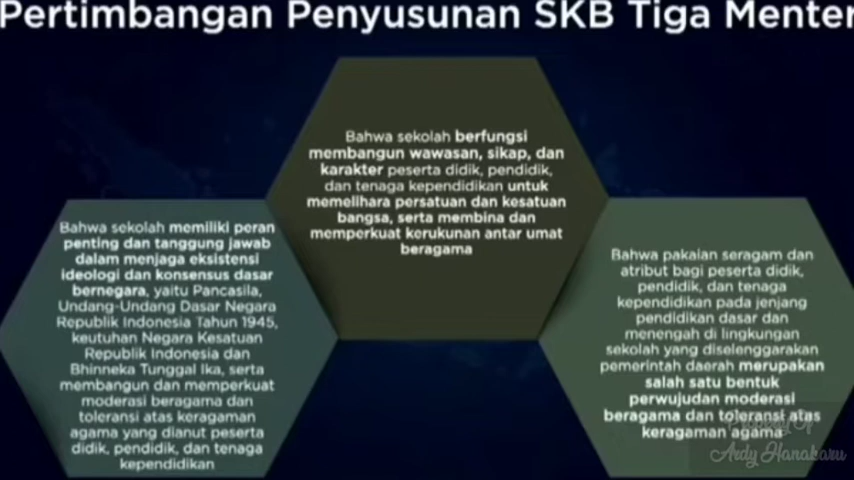 Pertimbangan Penyusunan SKB Tiga Menter
Bahwa sekolah memiliki peran
penting dan tanggung jawab
dalam menjaga eksistensi
ideologi dan konsensus dasar
bernegara, yaitu Pancasila,
Undang-Undang Dasar Negara
Republik Indonesia Tahun 1945,
keutuhan Negara Kesatuan
Republik Indonesia dan
Bhinneka Tunggal Ika, serta
membangun dan memperkuat
moderasi beragama dan
toleransi atas keragaman
agama yang dianut peserta
didik, pendidik, dan tenaga
kependidikan
Bahwa sekolah berfungsi
membangun wawasan, sikap, dan
karakter peserta didik, pendidik,
dan tenaga kependidikan untuk
memelihara persatuan dan kesatuan
bangsa, serta membina dan
memperkuat kerukunan antar umat
beragama
Bahwa pakaian seragam dan
atribut bagi peserta didik,
pendidik, dan tenaga
kependidikan pada jenjang
pendidikan dasar dan
menengah di lingkungan
sekolah yang diselenggarakan
pemerintah daerah merupakan
salah satu bentuk
perwujudan moderasi
beragama dan toleransi atas
keragaman agama
Property Of
Ardy Hanakaru